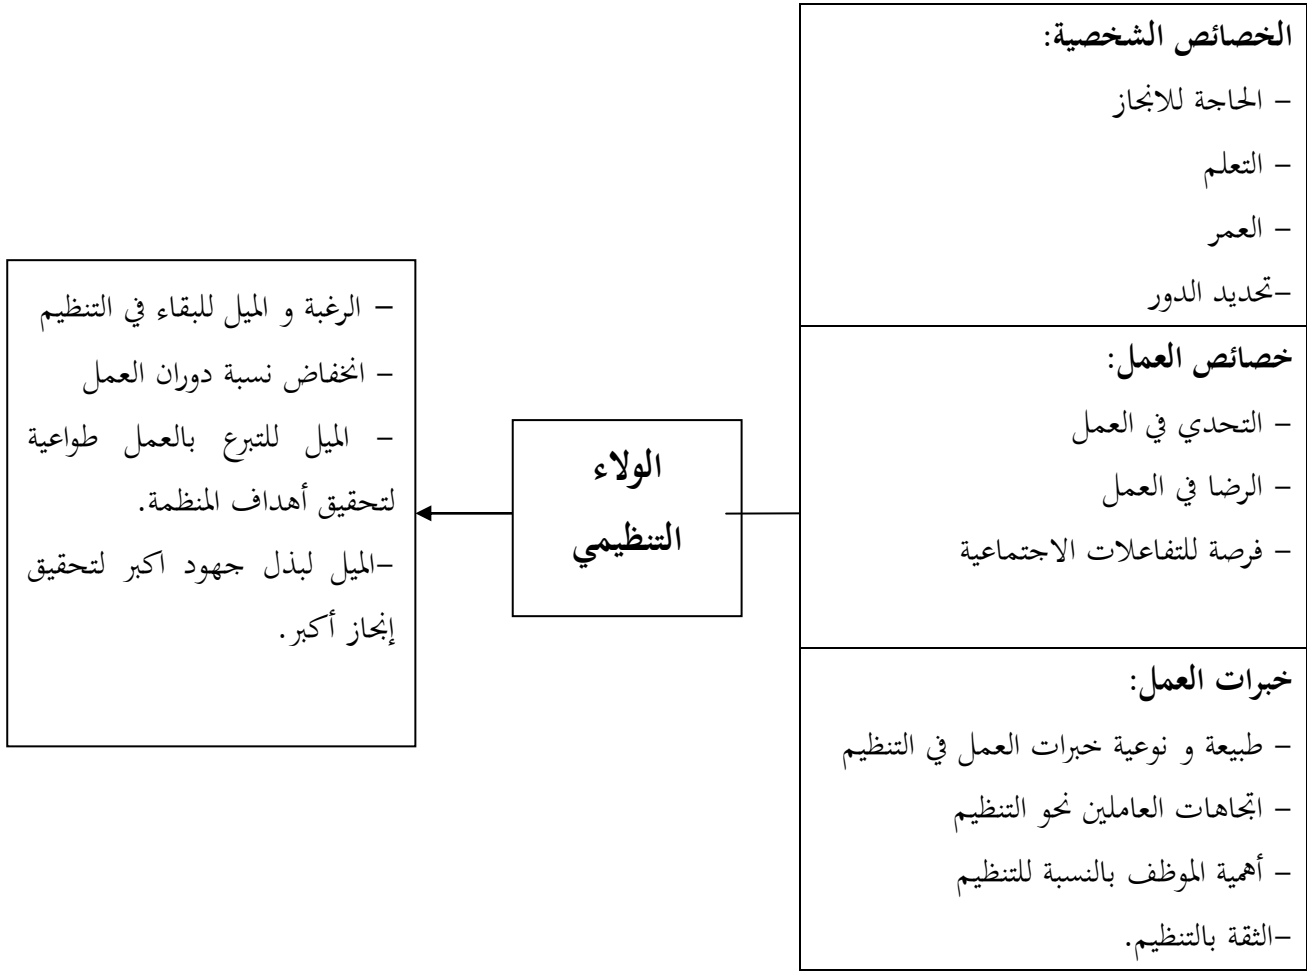 الخصائص الشخصية:
– الحاجة للانجاز
– التعلم
– العمر
–تحديد الدور
خصائص العمل:
– التحدي في العمل
– الرضا في العمل
– فرصة للتفاعلات الاجتماعية
خبرات العمل:
– طبيعة و نوعية خبرات العمل في التنظيم
– اتجاهات العاملين نحو التنظيم
– أهمية الموظف بالنسبة للتنظيم
–الثقة بالتنظيم.
الولاء
التنظيمي
– الرغبة و الميل للبقاء في التنظيم
– انخفاض نسبة دوران العمل
– الميل للتبرع بالعمل طواعية
لتحقيق أهداف المنظمة.
–الميل لبذل جهود اكبر لتحقيق
إنجاز أكبر.